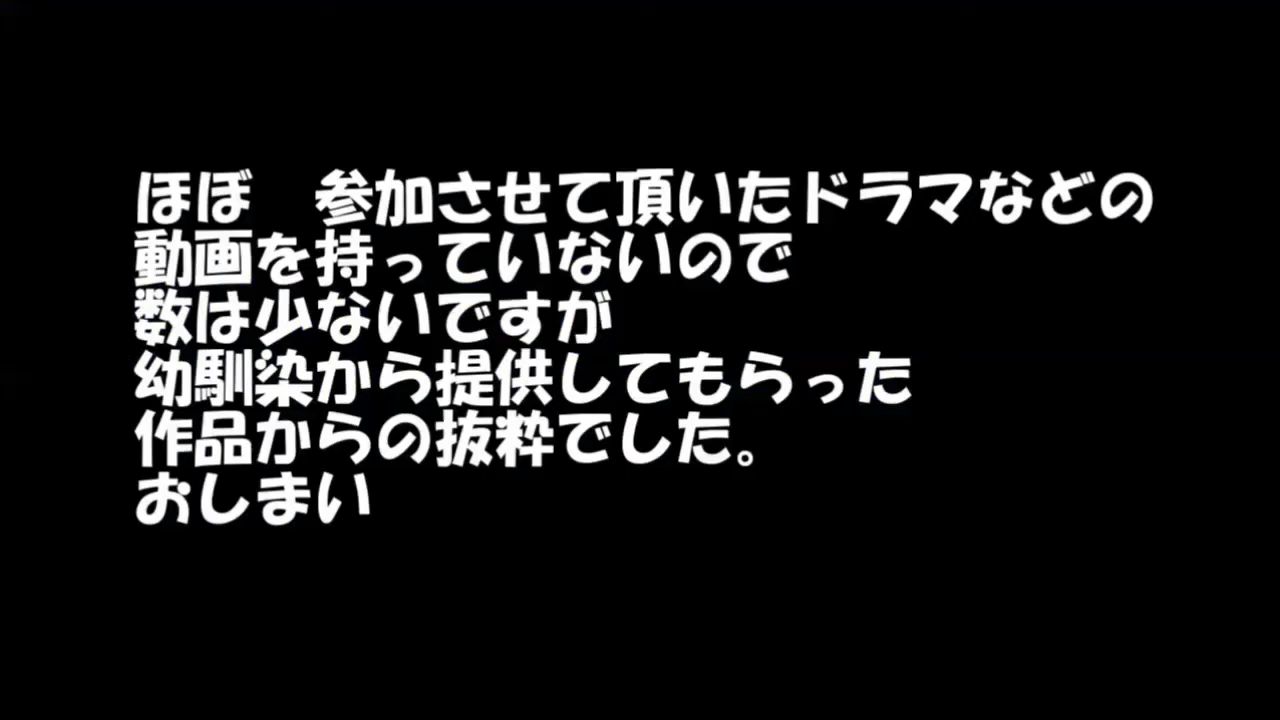 ほぼ　参加させて頂いたドラマなどの
動画を持っていないので
数は少ないですが
幼馴染から提供してもらった
作品からの抜粋でした。
おしまい